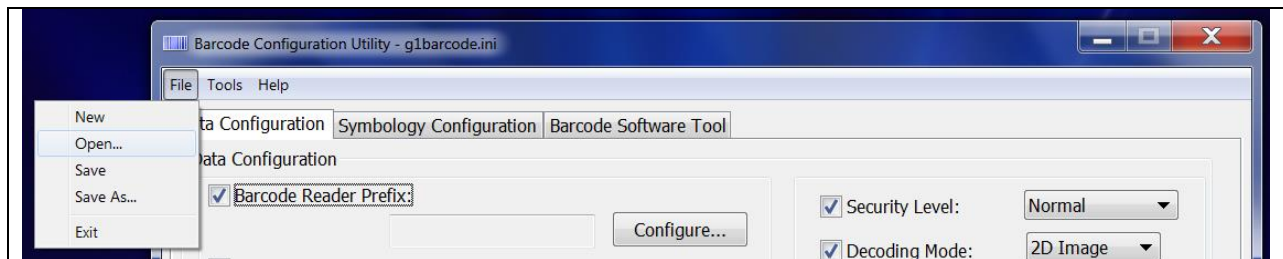 Barcode Configuration Utility - g1barcode.ini
X
File Tools Help
New
Open...
Save
Save As...
Exit
ta Configuration Symbology Configuration Barcode Software Tool
ata Configuration
Barcode Reader Prefix:
Configure...
Security Level: Normal
Decoding Mode: 2D Image